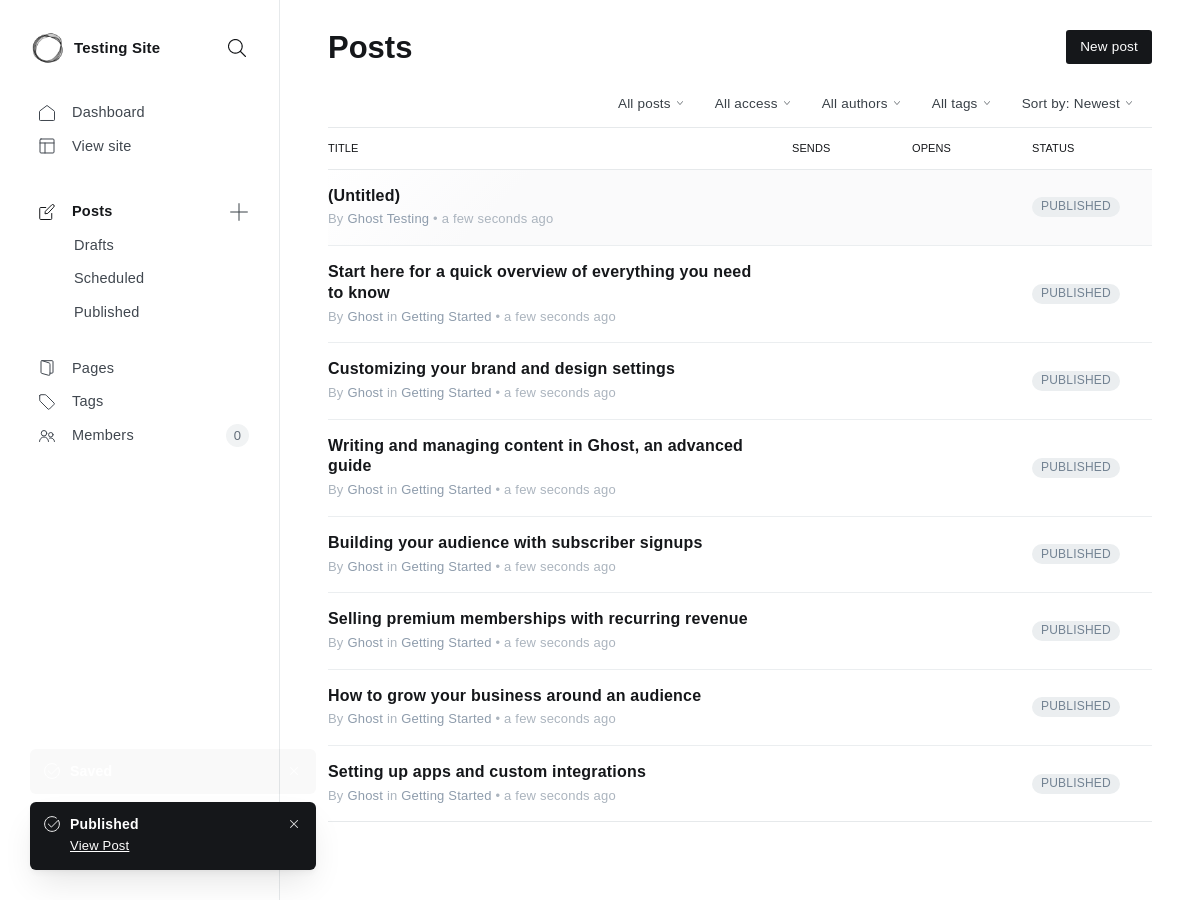 Testing Site
Dashboard
View site
Posts
Drafts
Scheduled
Published
Pages
Tags
Members 0
Posts
New post
All posts All access All authors All tags Sort by: Newest
TITLE SENDS OPENS STATUS
(Untitled)
By Ghost Testing • a few seconds ago
PUBLISHED
Start here for a quick overview of everything you need
to know
By Ghost in Getting Started • a few seconds ago
PUBLISHED
Customizing your brand and design settings
By Ghost in Getting Started • a few seconds ago
PUBLISHED
Writing and managing content in Ghost, an advanced
guide
By Ghost in Getting Started • a few seconds ago
PUBLISHED
Building your audience with subscriber signups
By Ghost in Getting Started • a few seconds ago
PUBLISHED
Selling premium memberships with recurring revenue
By Ghost in Getting Started • a few seconds ago
PUBLISHED
How to grow your business around an audience
By Ghost in Getting Started • a few seconds ago
PUBLISHED
Setting up apps and custom integrations
By Ghost in Getting Started • a few seconds ago
PUBLISHED
Saved
Published
View Post